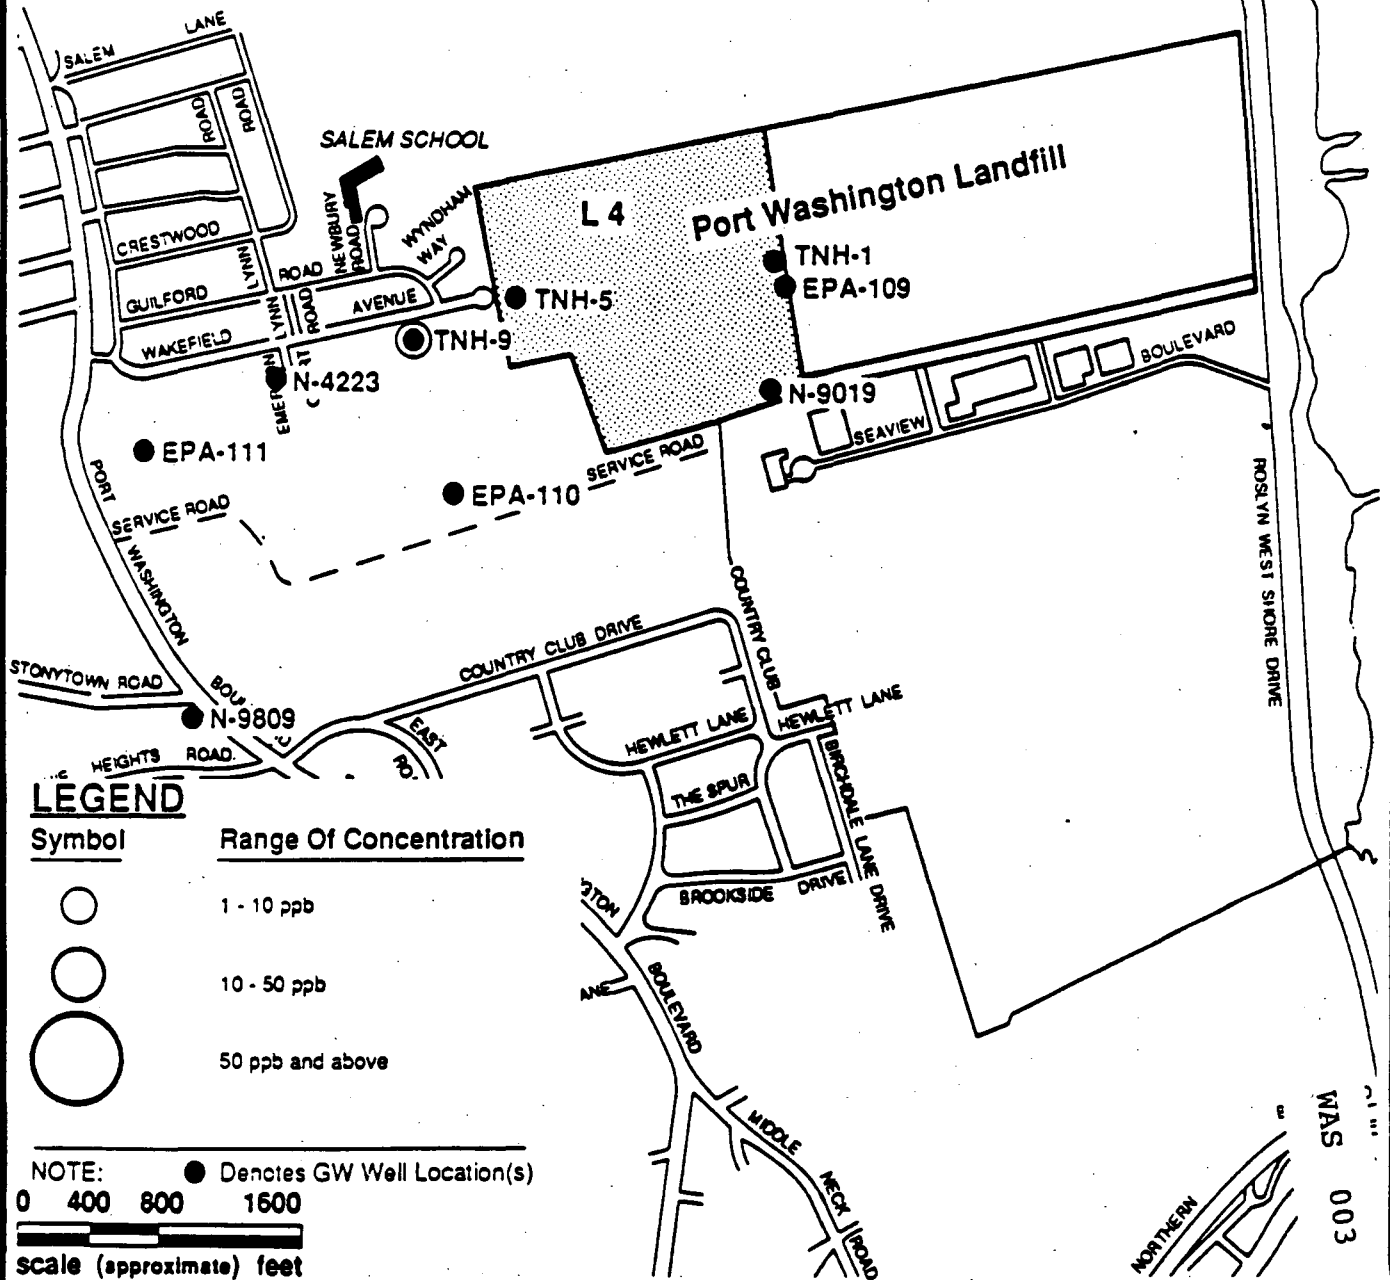 SALEM LANE
ROAD
ROAD
SALEM SCHOOL
NEWBURY ROAD
WYNDHAM WAY
L 4
Port Washington Landfill
CRESTWOOD
LYNN
ROAD
TNH-1
EPA-109
GUILFORD
LYNN
ROAD
AVENUE
TNH-5
WAKEFIELD
TNH-9
BOULEVARD
N-4223
N-9019
SEAVIEW
EPA-111
SERVICE ROAD
EPA-110
PORT
SERVICE ROAD
WASHINGTON
ROSLYN WEST SHORE DRIVE
COUNTRY CLUB
COUNTRY CLUB DRIVE
STONYTOWN ROAD
N-9809
EAST
HEWLETT LANE
HEWLETT LANE
HEIGHTS ROAD
THE SPUR
BIRCHDALE LANE DRIVE
BROOKSIDE DRIVE
GTON
ANE
BOULEVARD
MIDDLE
NECK
ROAD
NORTHERN
WAS 003
LEGEND
Symbol Range Of Concentration
1 - 10 ppb
10 - 50 ppb
50 ppb and above
NOTE: Denotes GW Well Location(s)
0 400 800 1600
scale (approximate) feet